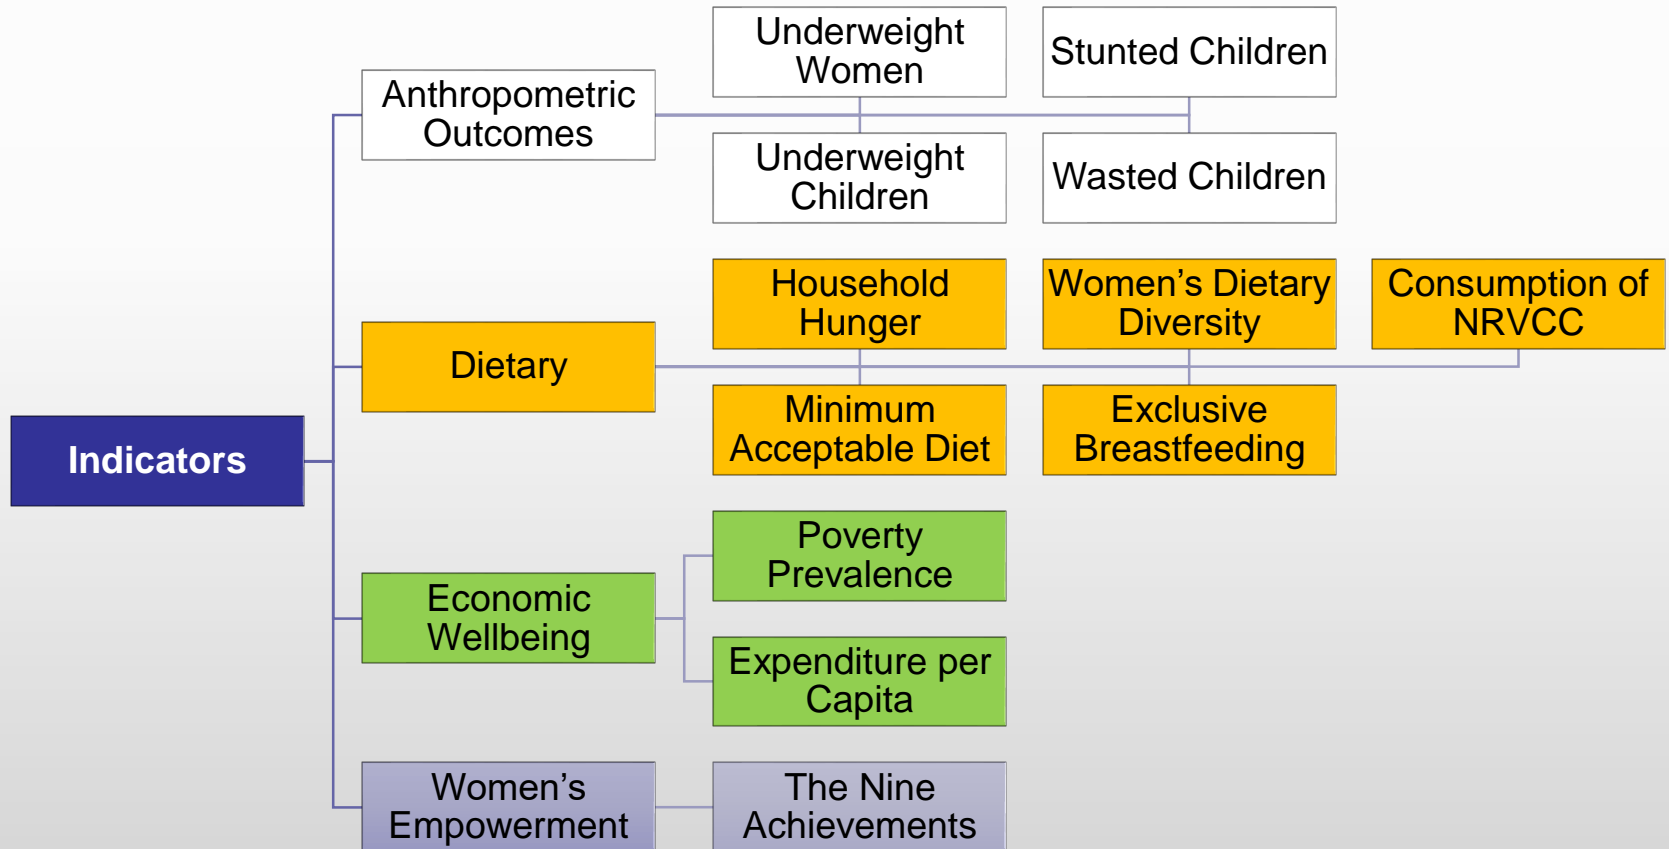 Indicators
Anthropometric
Outcomes
Underweight
Women
Stunted Children
Underweight
Children
Wasted Children
Dietary
Household
Hunger
Women’s Dietary
Diversity
Consumption of
NRVCC
Minimum
Acceptable Diet
Exclusive
Breastfeeding
Economic
Wellbeing
Poverty
Prevalence
Expenditure per
Capita
Women’s
Empowerment
The Nine
Achievements